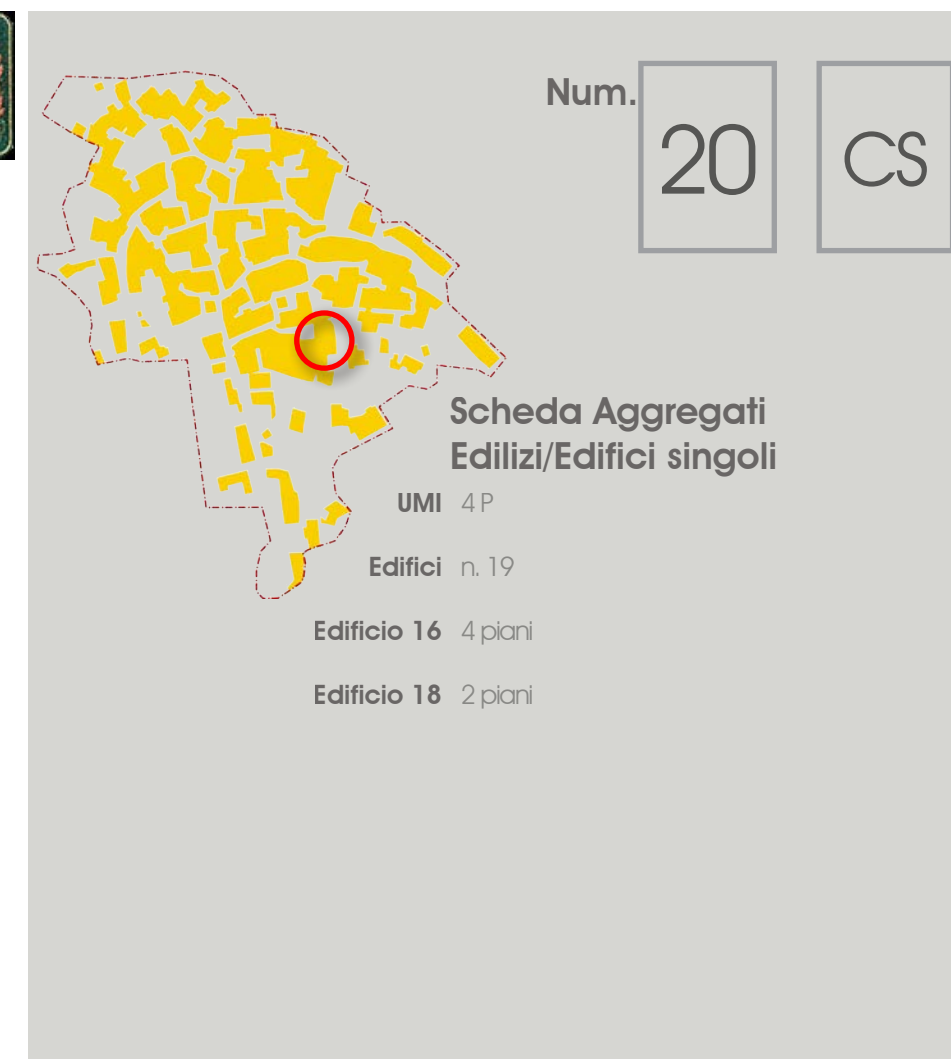 Num.
20
CS
Scheda Aggregati
Edilizi/Edifici singoli
UMI 4 P
Edifici n. 19
Edificio 16 4 piani
Edificio 18 2 piani